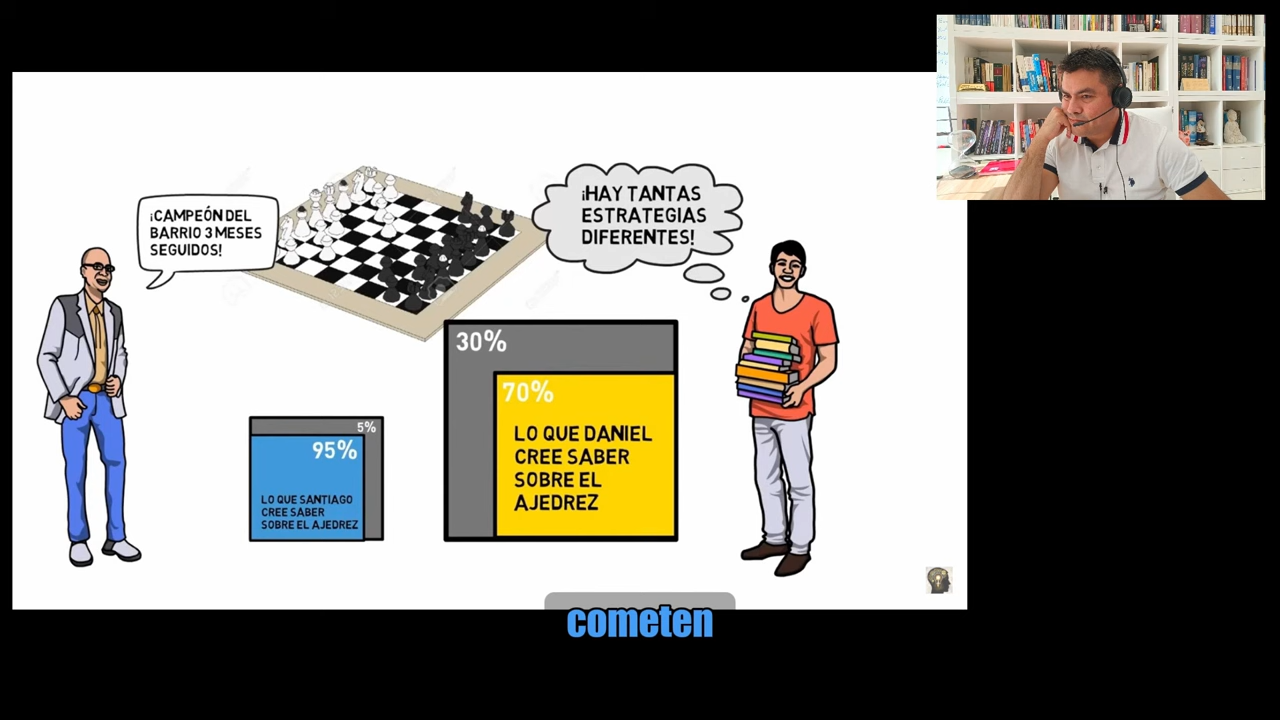 ¡CAMPEÓN DEL
BARRIO 3 MESES
SEGUIDOS!
¡HAY TANTAS
ESTRATEGIAS
DIFERENTES!
30%
70%
LO QUE DANIEL
CREE SABER
SOBRE EL
AJEDREZ
5%
95%
LO QUE SANTIAGO
CREE SABER
SOBRE EL AJEDREZ
cometen